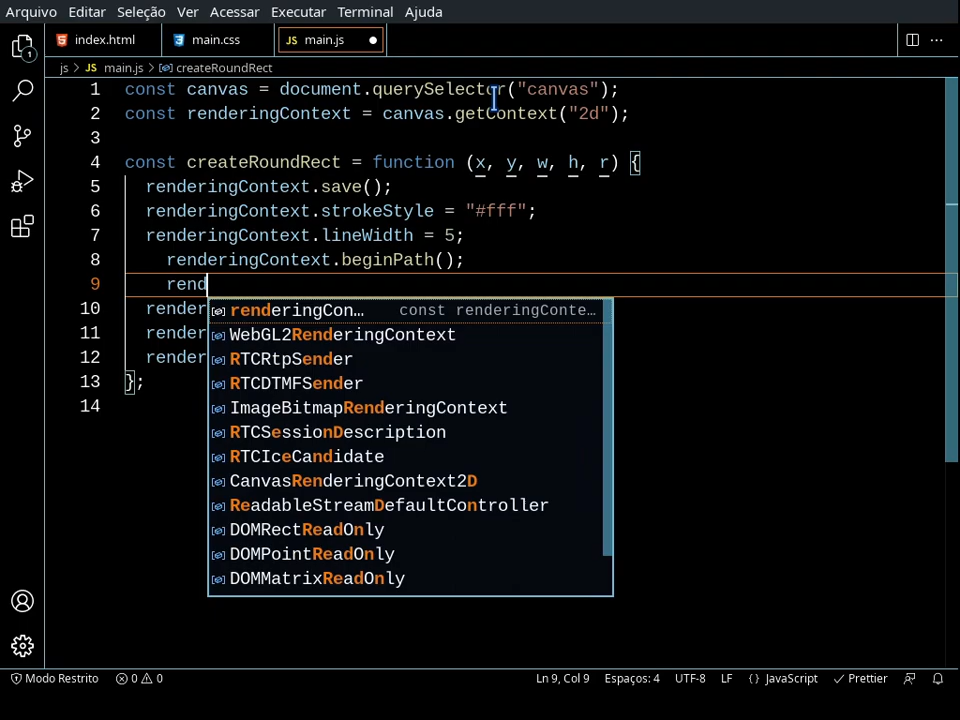 Arquivo Editar Seleção Ver Acessar Executar Terminal Ajuda
index.html main.css JS main.js
js JS main.js createRoundRect
1 const canvas = document.querySelector("canvas");
2 const renderingContext = canvas.getContext("2d");
3
4 const createRoundRect = function (x, y, w, h, r) {
5 renderingContext.save();
6 renderingContext.strokeStyle = "#fff";
7 renderingContext.lineWidth = 5;
8 renderingContext.beginPath();
9 rend
10 render
11 render
12 render
13 };
14
renderingCon… const renderingConte…
WebGL2RenderingContext
RTCRtpSender
RTCDTMFSender
ImageBitmapRenderingContext
RTCSessionDescription
RTCIceCandidate
CanvasRenderingContext2D
ReadableStreamDefaultController
DOMRectReadOnly
DOMPointReadOnly
DOMMatrixReadOnly
1
Modo Restrito 0 0 Ln 9, Col 9 Espaços: 4 UTF-8 LF {} JavaScript Prettier